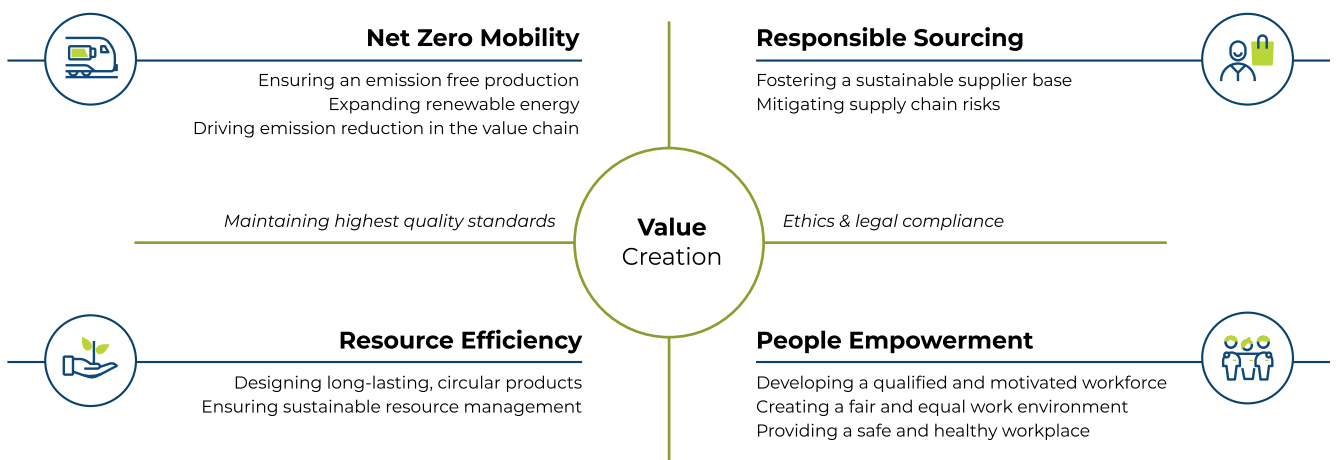 Net Zero Mobility
Ensuring an emission free production
Expanding renewable energy
Driving emission reduction in the value chain
Responsible Sourcing
Fostering a sustainable supplier base
Mitigating supply chain risks
Maintaining highest quality standards
Value
Creation
Ethics & legal compliance
Resource Efficiency
Designing long-lasting, circular products
Ensuring sustainable resource management
People Empowerment
Developing a qualified and motivated workforce
Creating a fair and equal work environment
Providing a safe and healthy workplace